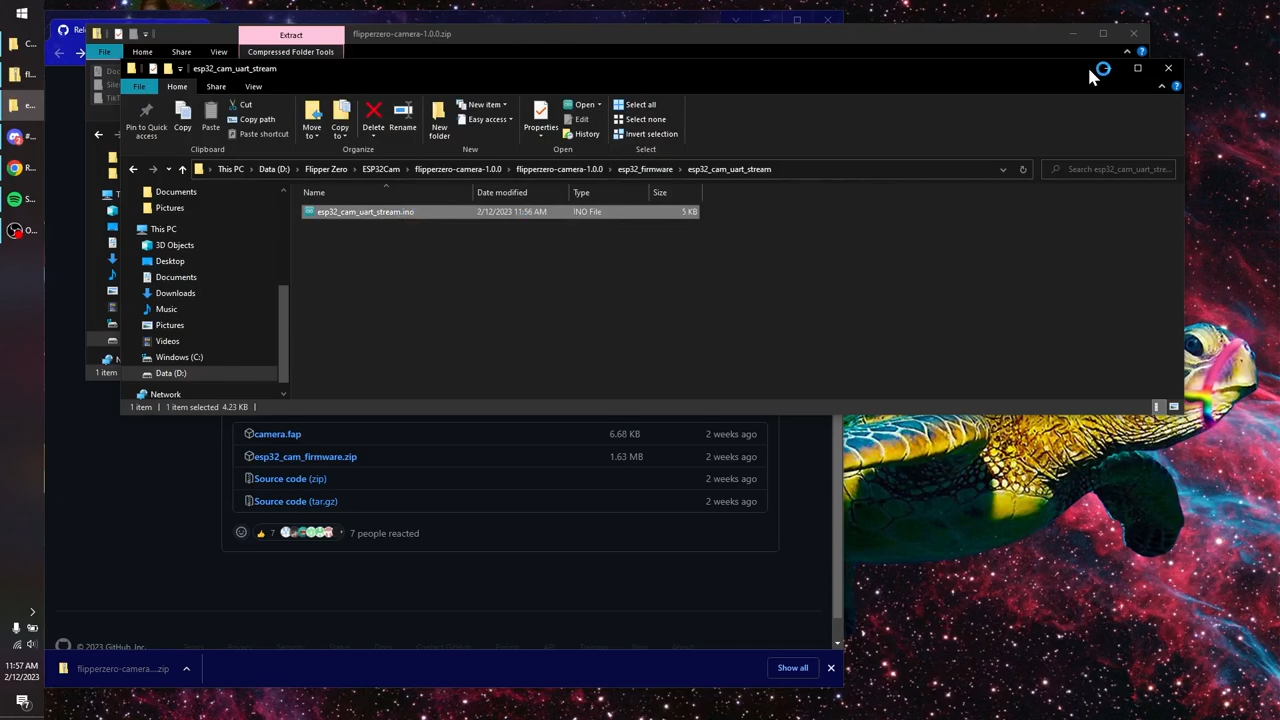 Rel
Extract
flipperzero-camera-1.0.0.zip
File
Home
Share
View
Compressed Folder Tools
esp32_cam_uart_stream
File
Home
Share
View
Pin to Quick access
Copy
Paste
Cut
Copy path
Paste shortcut
Clipboard
Move to
Copy to
Delete
Rename
Organize
New folder
New item
Easy access
New
Properties
Open
Edit
History
Open
Select all
Select none
Invert selection
Select
This PC
Data (D:)
Flipper Zero
ESP32Cam
flipperzero-camera-1.0.0
flipperzero-camera-1.0.0
esp32_firmware
esp32_cam_uart_stream
Search esp32_cam_uart_stre...
Name
Date modified
Type
Size
esp32_cam_uart_stream.ino
2/12/2023 11:56 AM
INO File
5 KB
Documents
Pictures
This PC
3D Objects
Desktop
Documents
Downloads
Music
Pictures
Videos
Windows (C:)
Data (D:)
Network
1 item
1 item
1 item selected 4.23 KB
camera.fap
6.68 KB
2 weeks ago
esp32_cam_firmware.zip
1.63 MB
2 weeks ago
Source code (zip)
2 weeks ago
Source code (tar.gz)
2 weeks ago
7
7 people reacted
© 2023 GitHub, Inc.
flipperzero-camera....zip
Show all
11:57 AM
2/12/2023